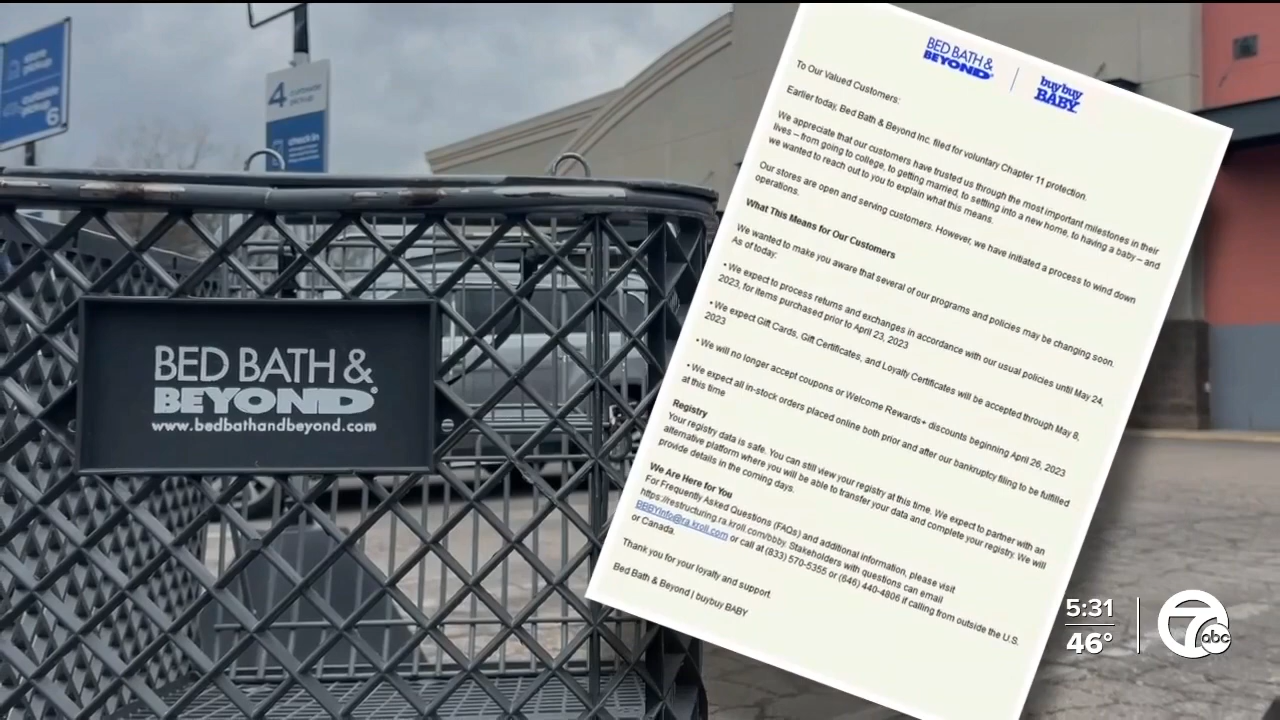 store
pickup
curbside
pickup
6
4 curbside
pickup
check in
BED BATH &
BEYOND®
www.bedbathandbeyond.com
BED BATH &
BEYOND®
buybuy
BABY
To Our Valued Customers:
Earlier today, Bed Bath & Beyond Inc. filed for voluntary Chapter 11 protection.
We appreciate that our customers have trusted us through the most important milestones in their
lives – from going to college, to getting married, to settling into a new home, to having a baby – and
we wanted to reach out to you to explain what this means.
Our stores are open and serving customers. However, we have initiated a process to wind down
operations.
What This Means for Our Customers
We wanted to make you aware that several of our programs and policies may be changing soon.
As of today:
• We expect to process returns and exchanges in accordance with our usual policies until May 24,
2023, for items purchased prior to April 23, 2023
• We expect Gift Cards, Gift Certificates, and Loyalty Certificates will be accepted through May 8,
2023
• We will no longer accept coupons or Welcome Rewards+ discounts beginning April 26, 2023
• We expect all in-stock orders placed online both prior and after our bankruptcy filing to be fulfilled
at this time
Registry
Your registry data is safe. You can still view your registry at this time. We expect to partner with an
alternative platform where you will be able to transfer your data and complete your registry. We will
provide details in the coming days.
We Are Here for You
For Frequently Asked Questions (FAQs) and additional information, please visit
https://restructuring.ra.kroll.com/bbby. Stakeholders with questions can email
BBBYInfo@ra.kroll.com or call at (833) 570-5355 or (646) 440-4806 if calling from outside the U.S.
or Canada.
Thank you for your loyalty and support.
Bed Bath & Beyond | buybuy BABY
5:31
46°
7 abc